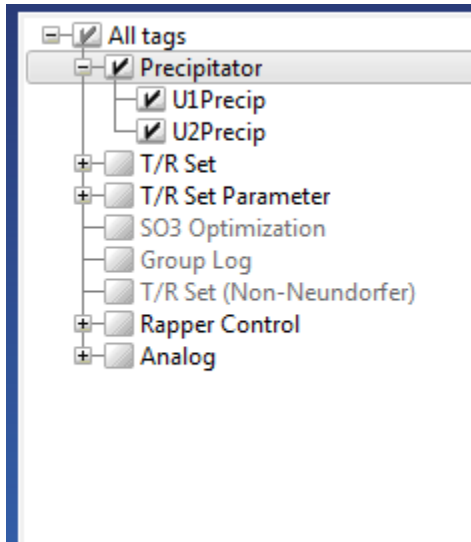 All tags
Precipitator
U1Precip
U2Precip
T/R Set
T/R Set Parameter
SO3 Optimization
Group Log
T/R Set (Non-Neundorfer)
Rapper Control
Analog